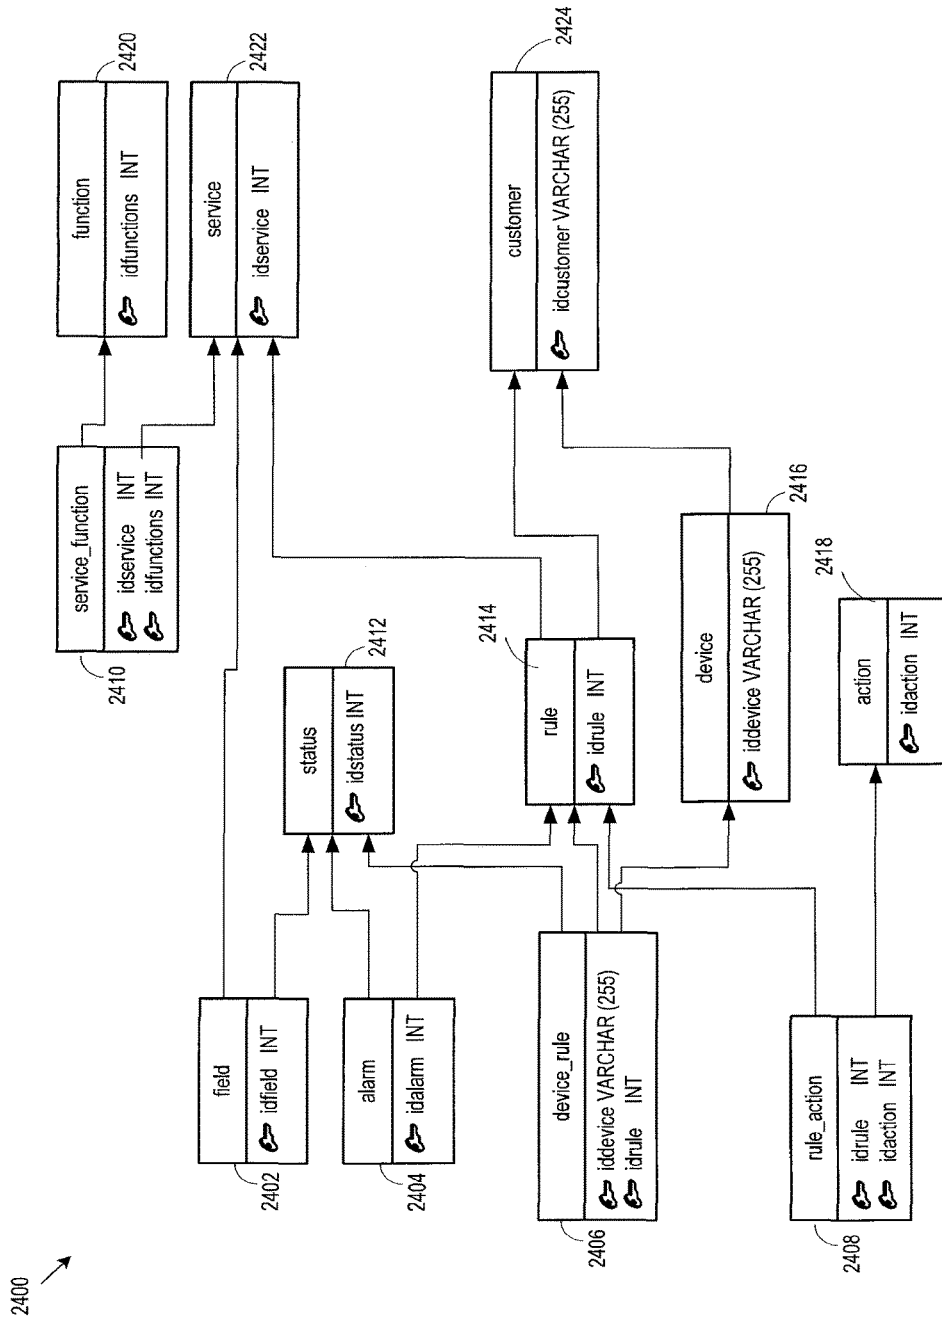 2400
field
idfield INT
2402
alarm
idalarm INT
2404
device_rule
iddevice VARCHAR (255)
idrule INT
2406
rule_action
idrule INT
idaction INT
2408
service_function
idservice INT
idfunctions INT
2410
status
idstatus INT
2412
rule
idrule INT
2414
device
iddevice VARCHAR (255)
2416
action
idaction INT
2418
function
idfunctions INT
2420
service
idservice INT
2422
customer
idcustomer VARCHAR (255)
2424